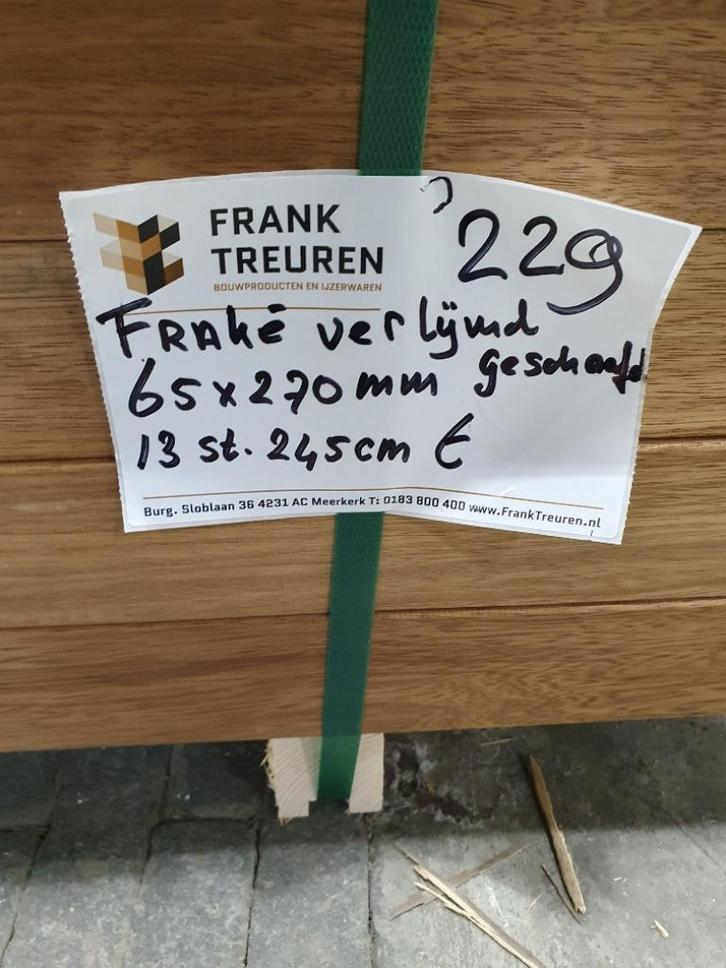 FRANK
TREUREN
BOUWPRODUCTEN EN IJZERWAREN
229
FRAKÉ verlijmd
65x270mm geschaafd
13 st. 245cm
Burg. Sloblaan 36 4231 AC Meerkerk T: 0183 800 400 www.FrankTreuren.nl